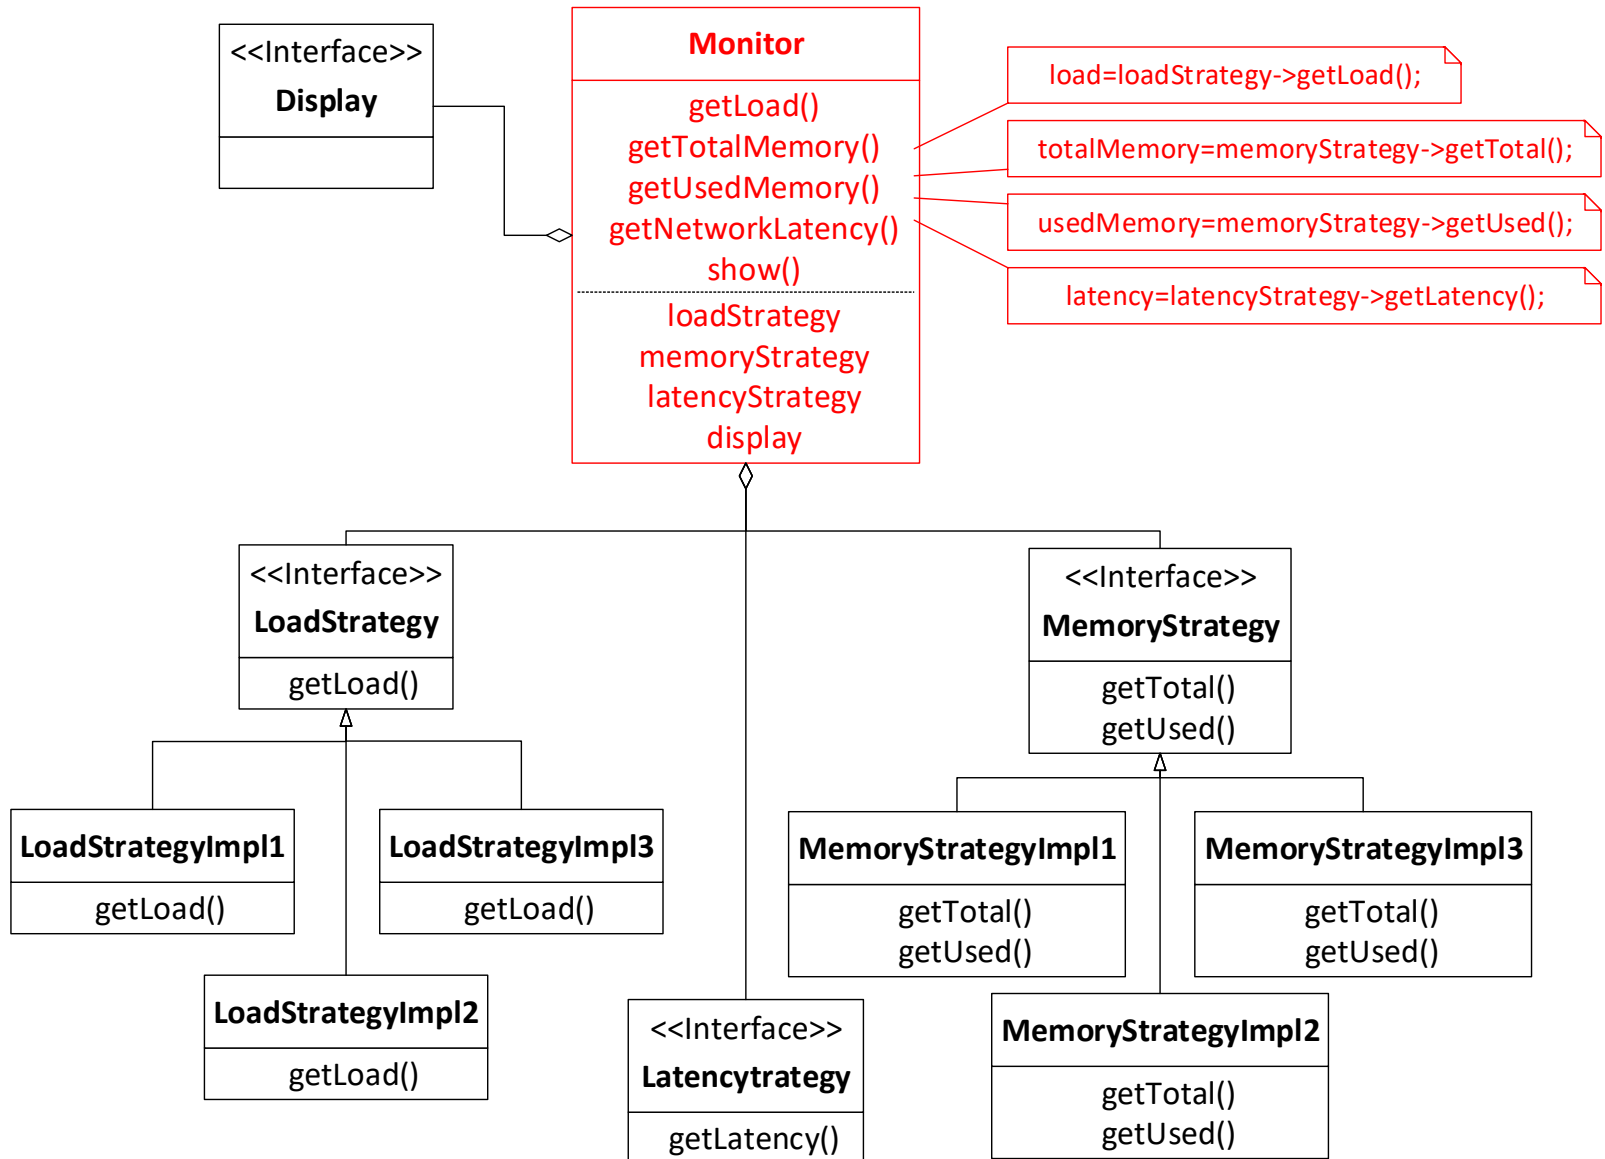 <<Interface>>
Display
Monitor
getLoad()
getTotalMemory()
getUsedMemory()
getNetworkLatency()
show()
loadStrategy
memoryStrategy
latencyStrategy
display
load=loadStrategy->getLoad();
totalMemory=memoryStrategy->getTotal();
usedMemory=memoryStrategy->getUsed();
latency=latencyStrategy->getLatency();
<<Interface>>
LoadStrategy
getLoad()
<<Interface>>
MemoryStrategy
getTotal()
getUsed()
LoadStrategyImpl1
getLoad()
LoadStrategyImpl3
getLoad()
MemoryStrategyImpl1
getTotal()
getUsed()
MemoryStrategyImpl3
getTotal()
getUsed()
LoadStrategyImpl2
getLoad()
<<Interface>>
Latencytrategy
getLatency()
MemoryStrategyImpl2
getTotal()
getUsed()